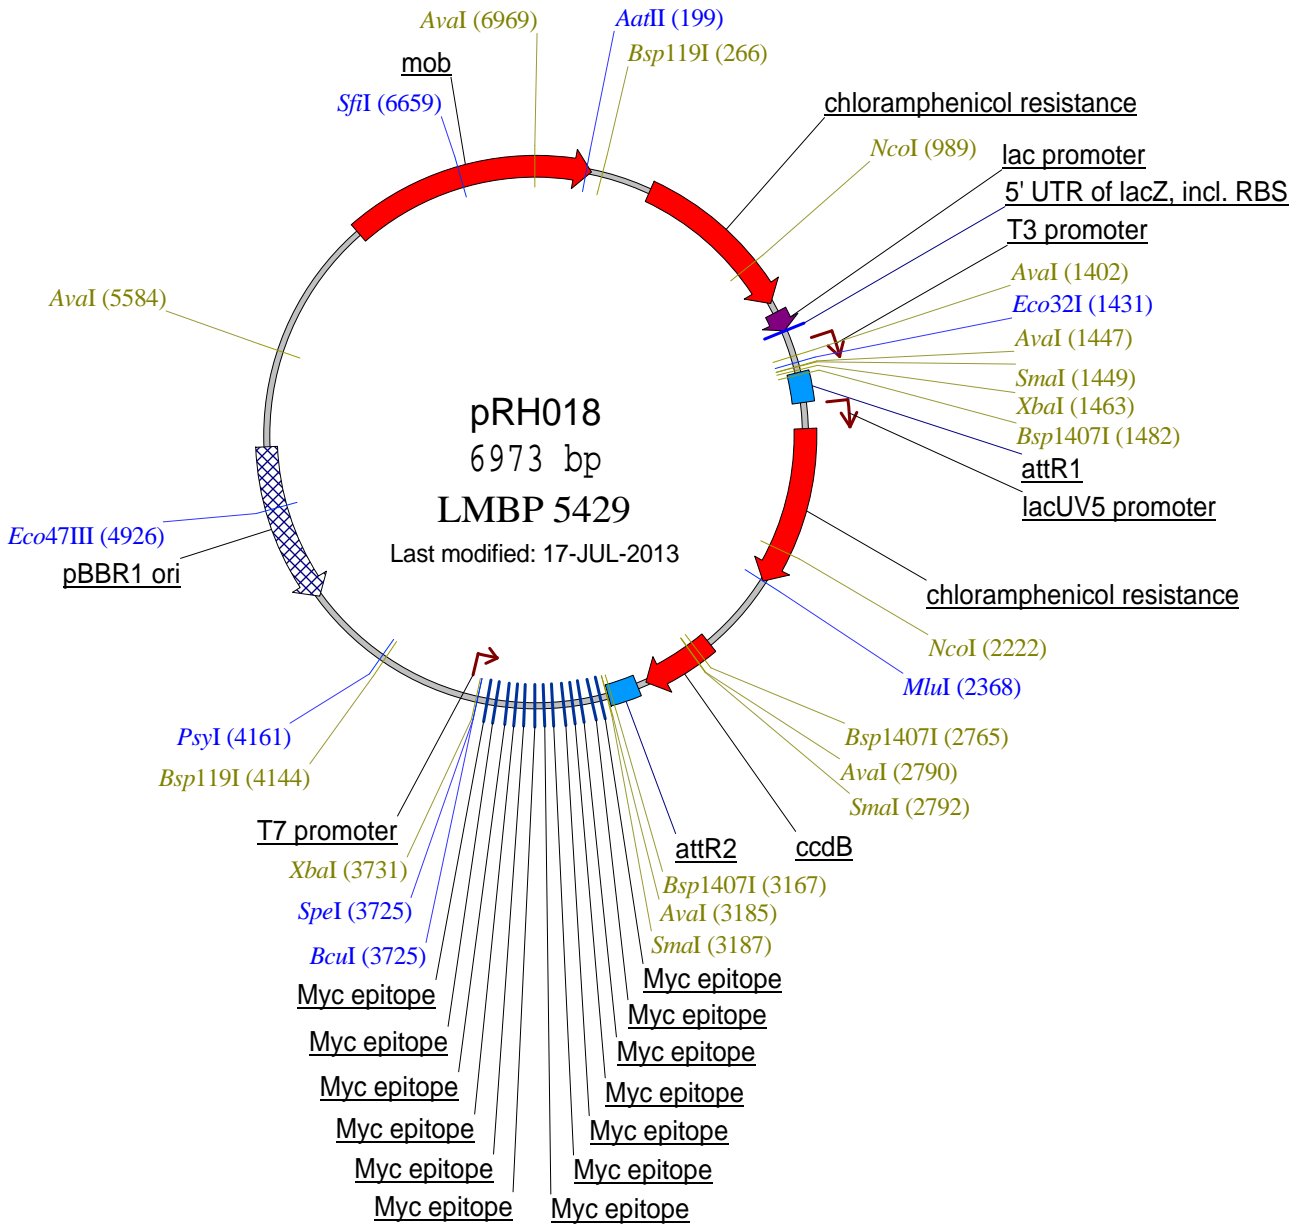 AvaI (6969)
AatII (199)
Bsp119I (266)
mob
SfiI (6659)
chloramphenicol resistance
NcoI (989)
lac promoter
5' UTR of lacZ, incl. RBS
T3 promoter
AvaI (1402)
Eco32I (1431)
AvaI (1447)
SmaI (1449)
XbaI (1463)
Bsp1407I (1482)
attR1
lacUV5 promoter
AvaI (5584)
pRH018
6973 bp
LMBP 5429
Last modified: 17-JUL-2013
Eco47III (4926)
pBBR1 ori
chloramphenicol resistance
NcoI (2222)
MluI (2368)
PsyI (4161)
Bsp119I (4144)
Bsp1407I (2765)
AvaI (2790)
SmaI (2792)
T7 promoter
attR2
ccdB
XbaI (3731)
SpeI (3725)
BcuI (3725)
Bsp1407I (3167)
AvaI (3185)
SmaI (3187)
Myc epitope
Myc epitope
Myc epitope
Myc epitope
Myc epitope
Myc epitope
Myc epitope
Myc epitope
Myc epitope
Myc epitope
Myc epitope
Myc epitope
Myc epitope